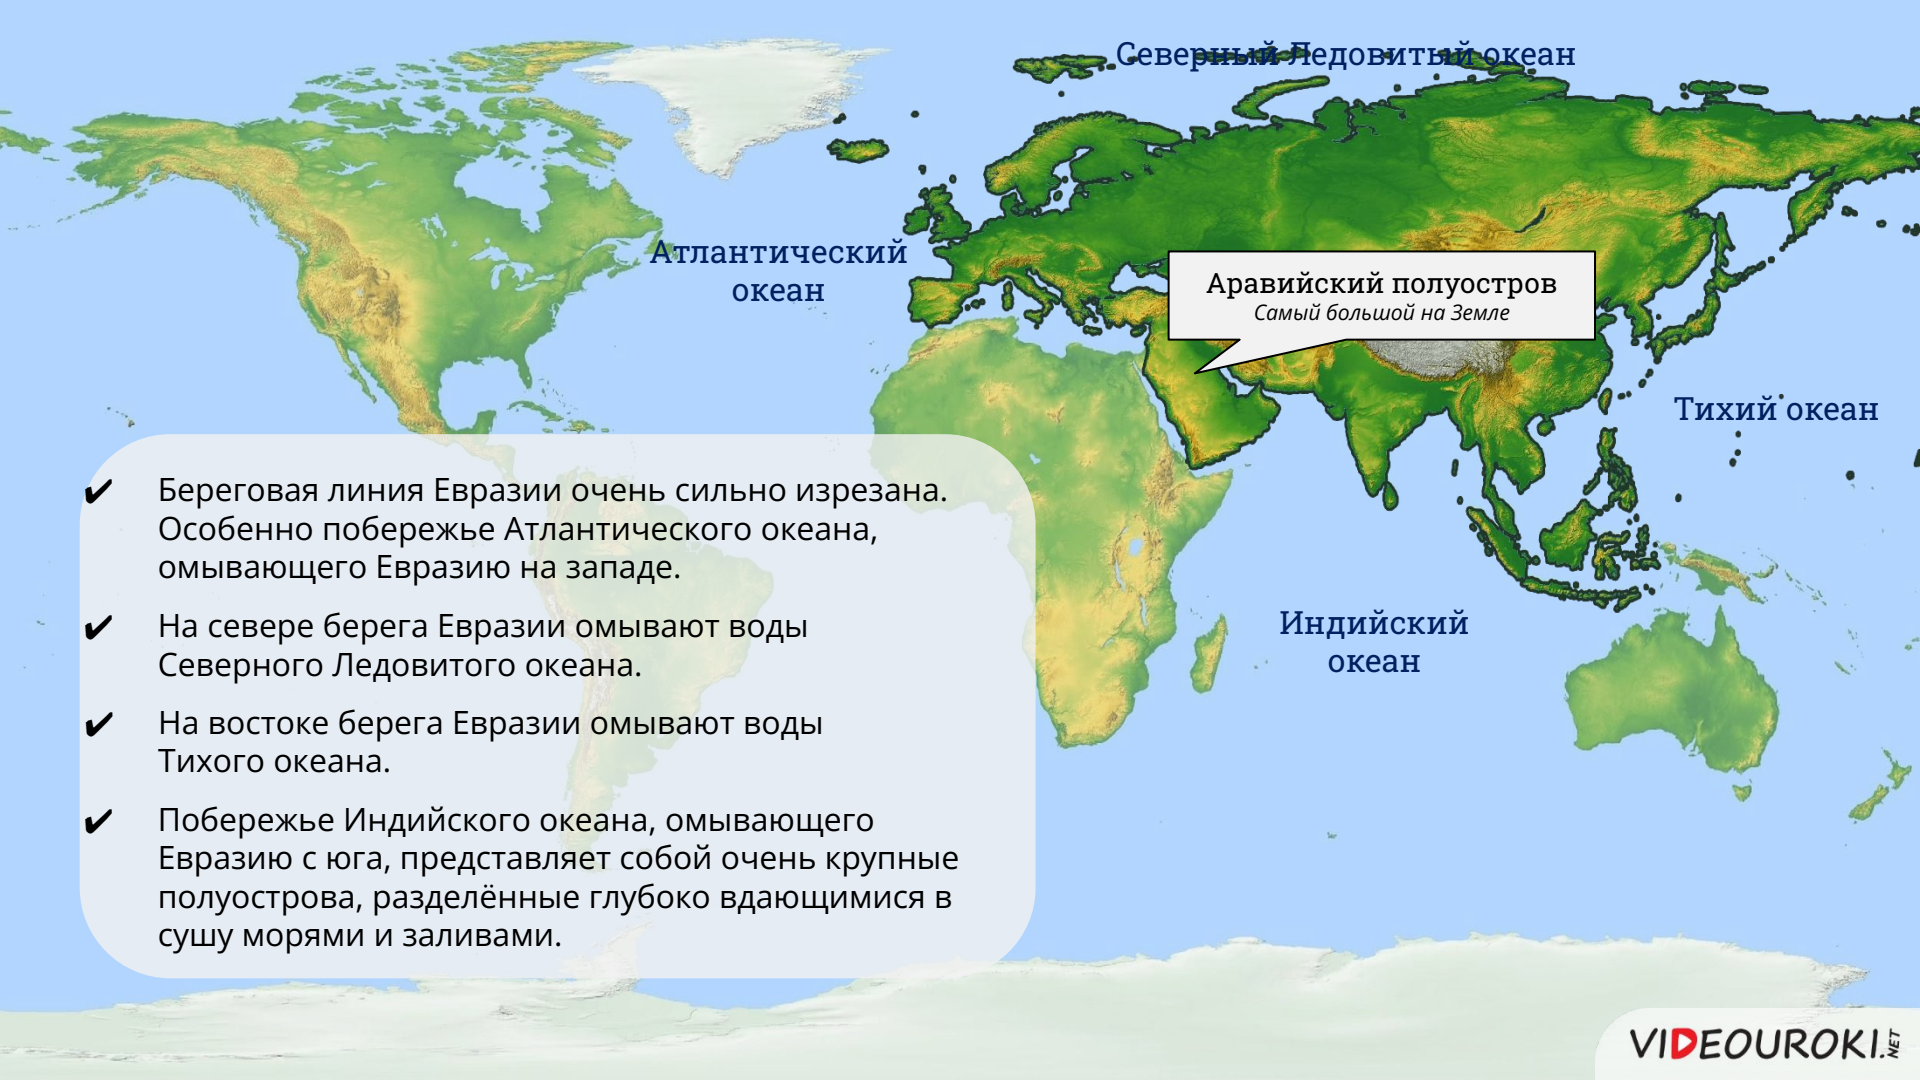 Северный Ледовитый океан
Атлантический
океан
Аравийский полуостров
Самый большой на Земле
Тихий океан
✔ Береговая линия Евразии очень сильно изрезана.
Особенно побережье Атлантического океана,
омывающего Евразию на западе.
✔ На севере берега Евразии омывают воды
Северного Ледовитого океана.
✔ На востоке берега Евразии омывают воды
Тихого океана.
✔ Побережье Индийского океана, омывающего
Евразию с юга, представляет собой очень крупные
полуострова, разделённые глубоко вдающимися в
сушу морями и заливами.
Индийский
океан
VIDEOUROKI.NET